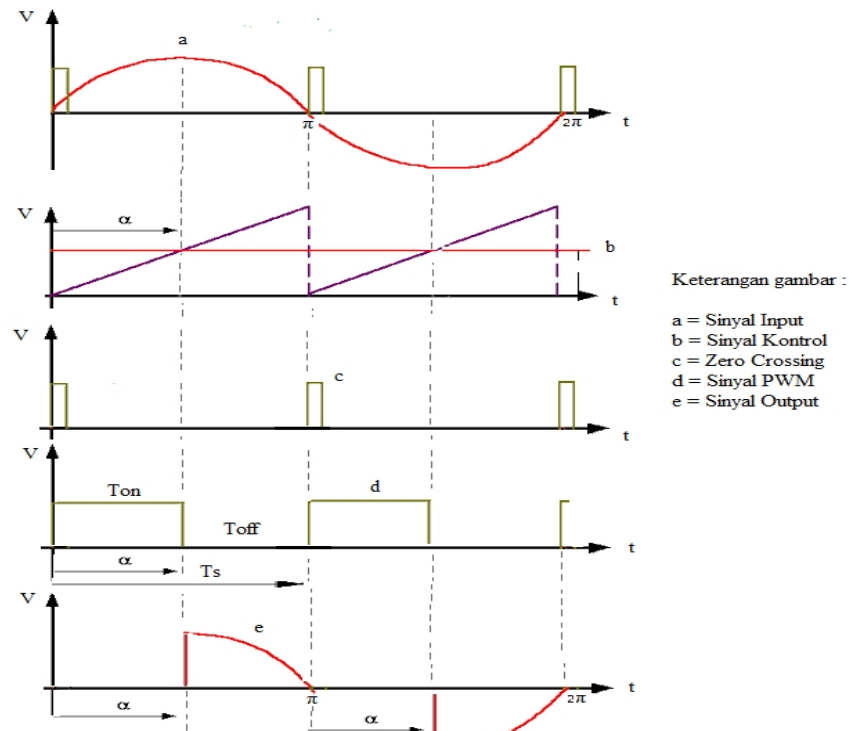 V
a
π
2π
t
V
α
b
t
Keterangan gambar :
a = Sinyal Input
b = Sinyal Kontrol
c = Zero Crossing
d = Sinyal PWM
e = Sinyal Output
V
c
t
V
Ton
d
Toff
t
α
Ts
V
e
t
π
2π
α
α